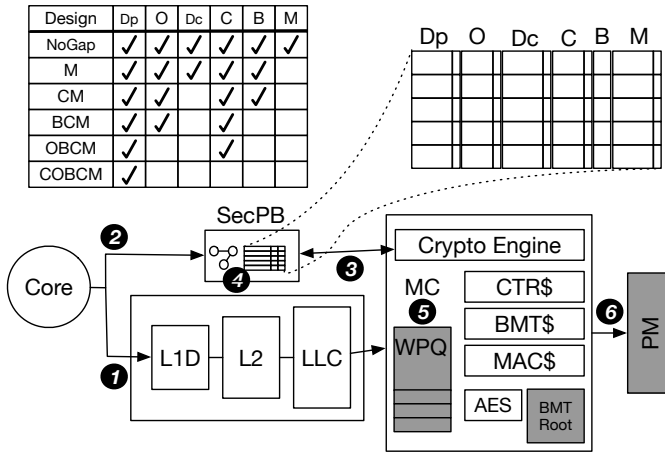 Design Dp O Dc C B M
NoGap ✓ ✓ ✓ ✓ ✓ ✓
M ✓ ✓ ✓ ✓ ✓
CM ✓ ✓ ✓ ✓
BCM ✓ ✓ ✓
OBCM ✓ ✓
COBCM ✓
Dp O Dc C B M
SecPB
2
4
3
Core
1
L1D
L2
LLC
Crypto Engine
MC
5
WPQ
CTR$
BMT$
MAC$
AES
BMT
Root
6
PM